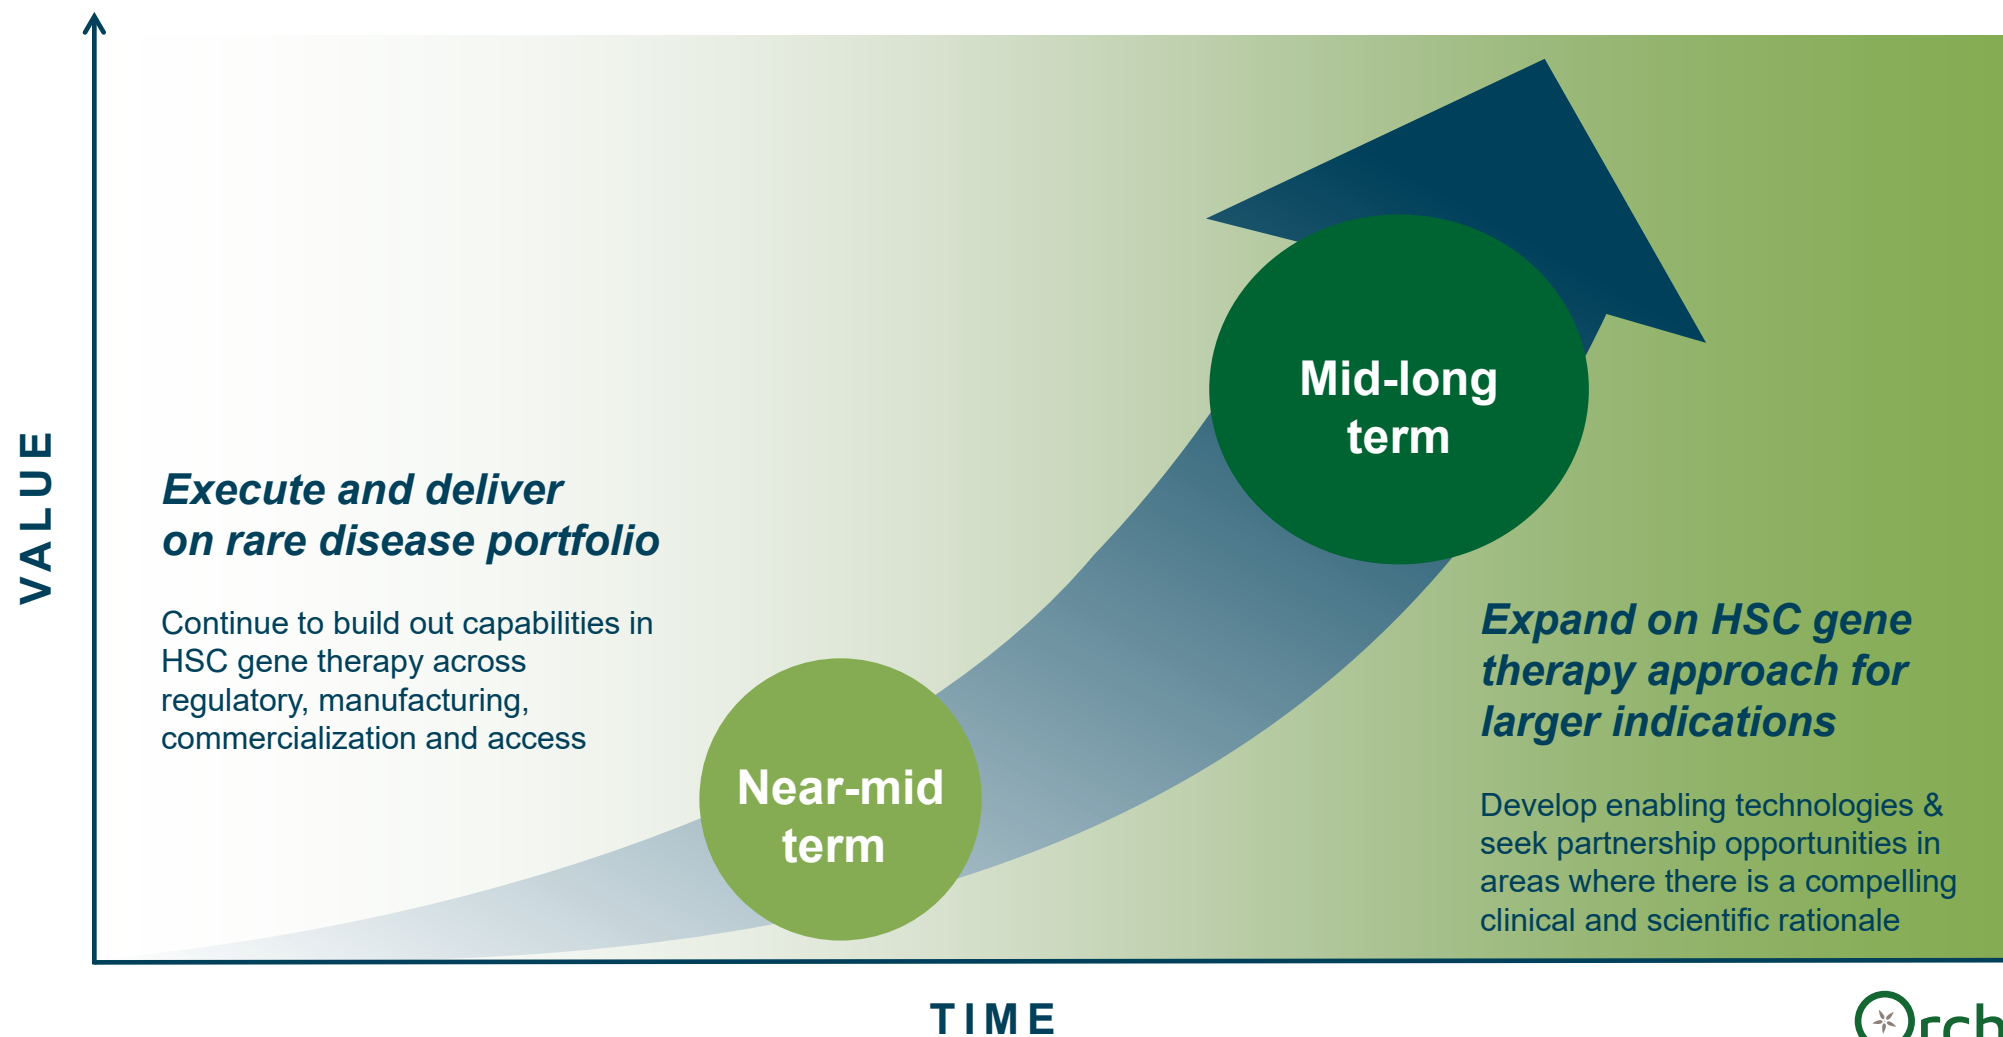 VALUE
Execute and deliver
on rare disease portfolio
Continue to build out capabilities in
HSC gene therapy across
regulatory, manufacturing,
commercialization and access
Near-mid
term
Mid-long
term
Expand on HSC gene
therapy approach for
larger indications
Develop enabling technologies &
seek partnership opportunities in
areas where there is a compelling
clinical and scientific rationale
TIME
Orch